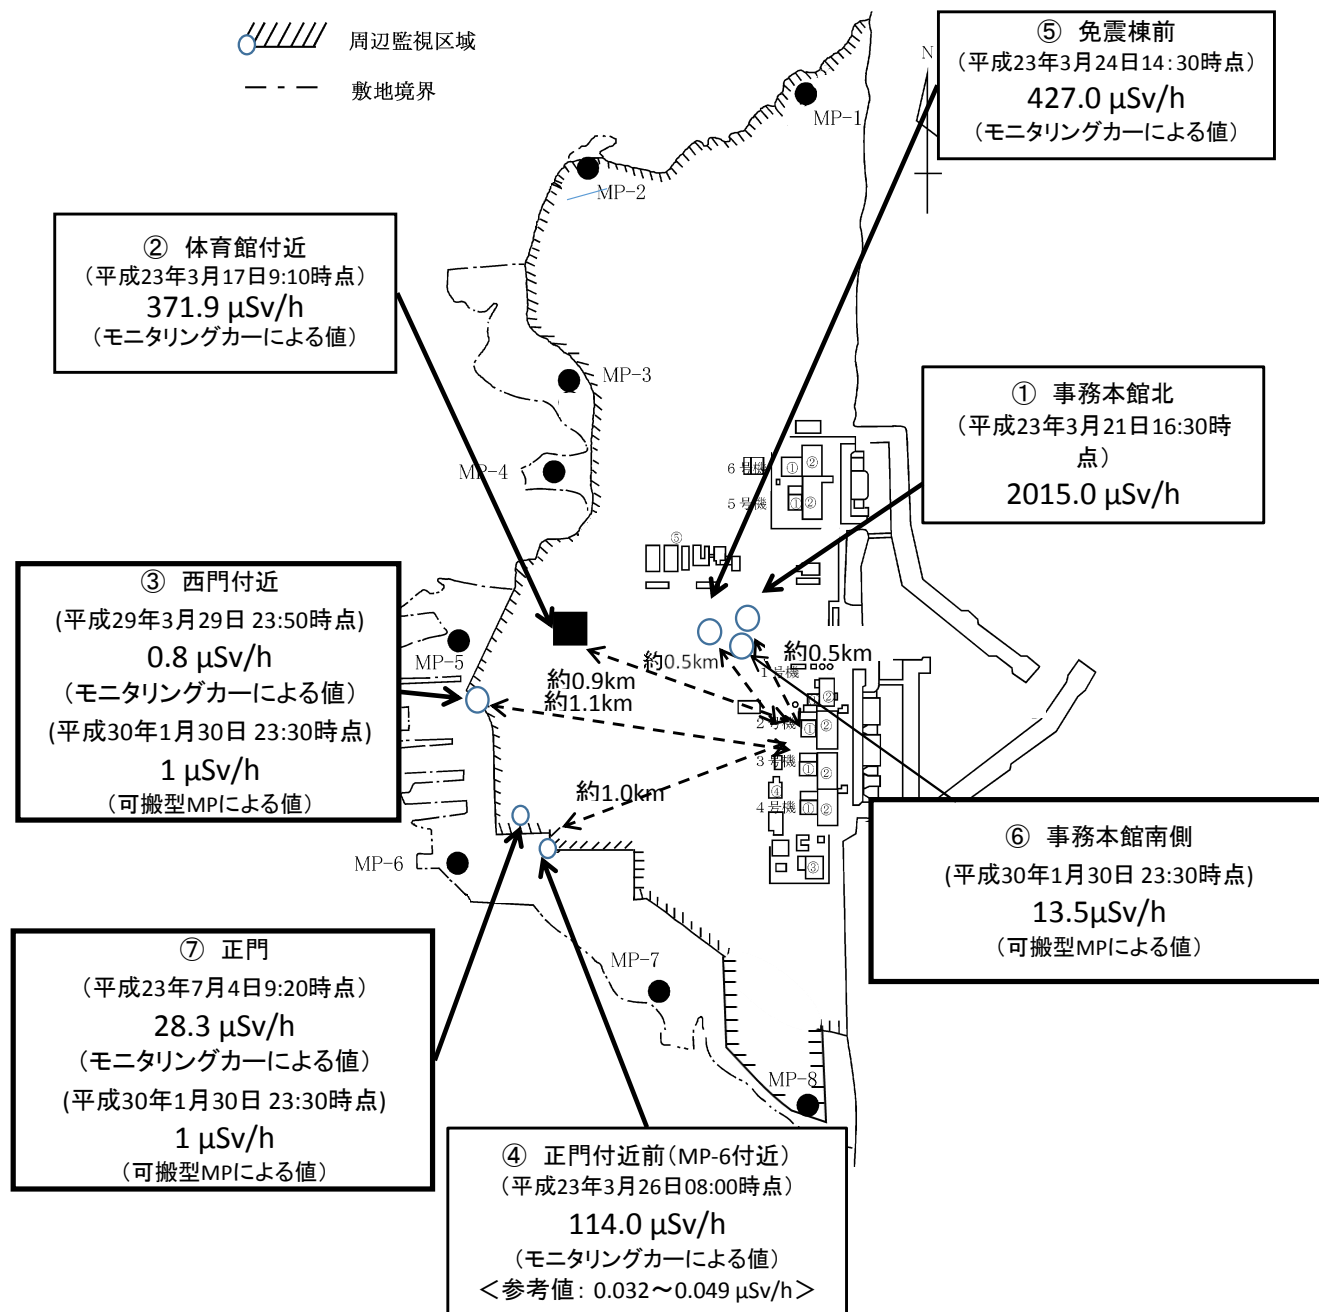 周辺監視区域
敷地境界
⑤ 免震棟前
(平成23年3月24日14:30時点)
427.0 μSv/h
(モニタリングカーによる値)
N
MP-1
MP-2
② 体育館付近
(平成23年3月17日9:10時点)
371.9 μSv/h
(モニタリングカーによる値)
MP-3
① 事務本館北
(平成23年3月21日16:30時
点)
2015.0 μSv/h
MP-4
6号機
①
②
5号機
①
②
⑤
③ 西門付近
(平成29年3月29日 23:50時点)
0.8 μSv/h
(モニタリングカーによる値)
(平成30年1月30日 23:30時点)
1 μSv/h
(可搬型MPによる値)
MP-5
約0.5km
約0.5km
約0.9km
約1.1km
1号機
②
2号機
①
②
3号機
①
②
④
4号機
①
②
③
約1.0km
MP-6
⑥ 事務本館南側
(平成30年1月30日 23:30時点)
13.5μSv/h
(可搬型MPによる値)
⑦ 正門
(平成23年7月4日9:20時点)
28.3 μSv/h
(モニタリングカーによる値)
(平成30年1月30日 23:30時点)
1 μSv/h
(可搬型MPによる値)
MP-7
MP-8
④ 正門付近前(MP-6付近)
(平成23年3月26日08:00時点)
114.0 μSv/h
(モニタリングカーによる値)
<参考値: 0.032～0.049 μSv/h>